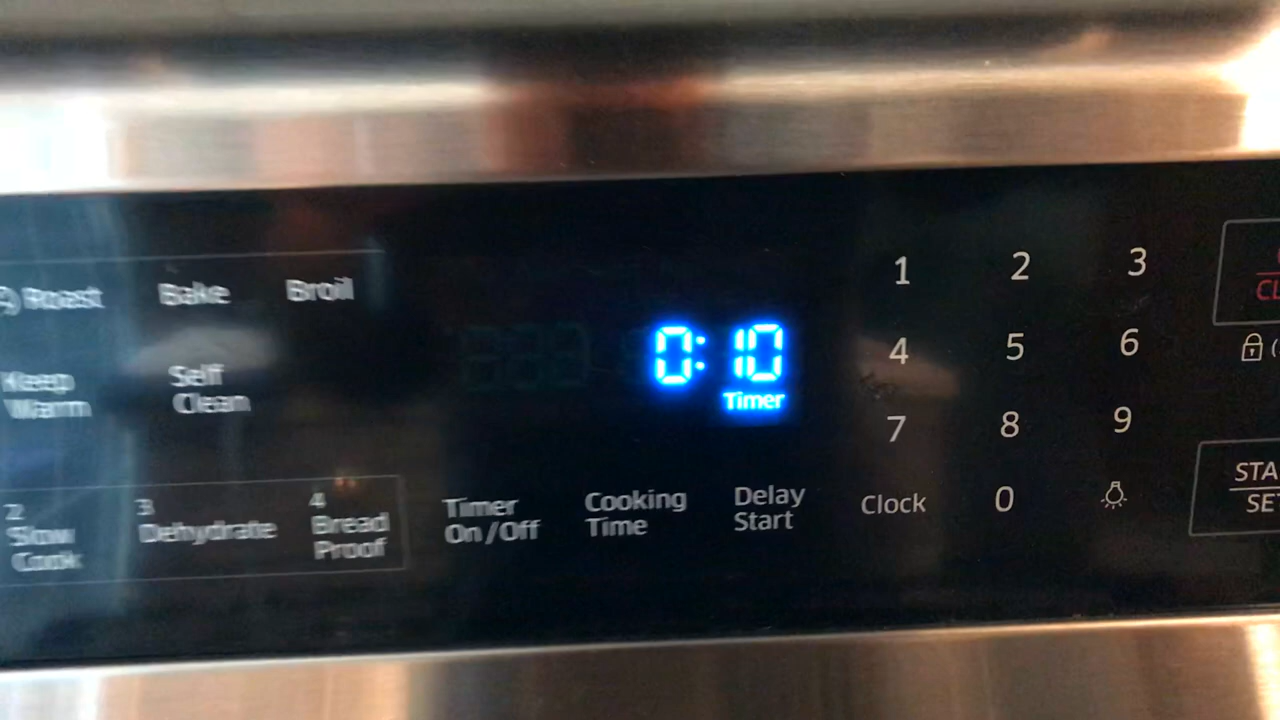 Roast Bake Broil
Keep
Warm
Self
Clean
2
Slow
Cook
3
Dehydrate
4
Bread
Proof
0:10
Timer
Timer
On/Off
Cooking
Time
Delay
Start
Clock
1 2 3
4 5 6
7 8 9
0
CL
STA
SE